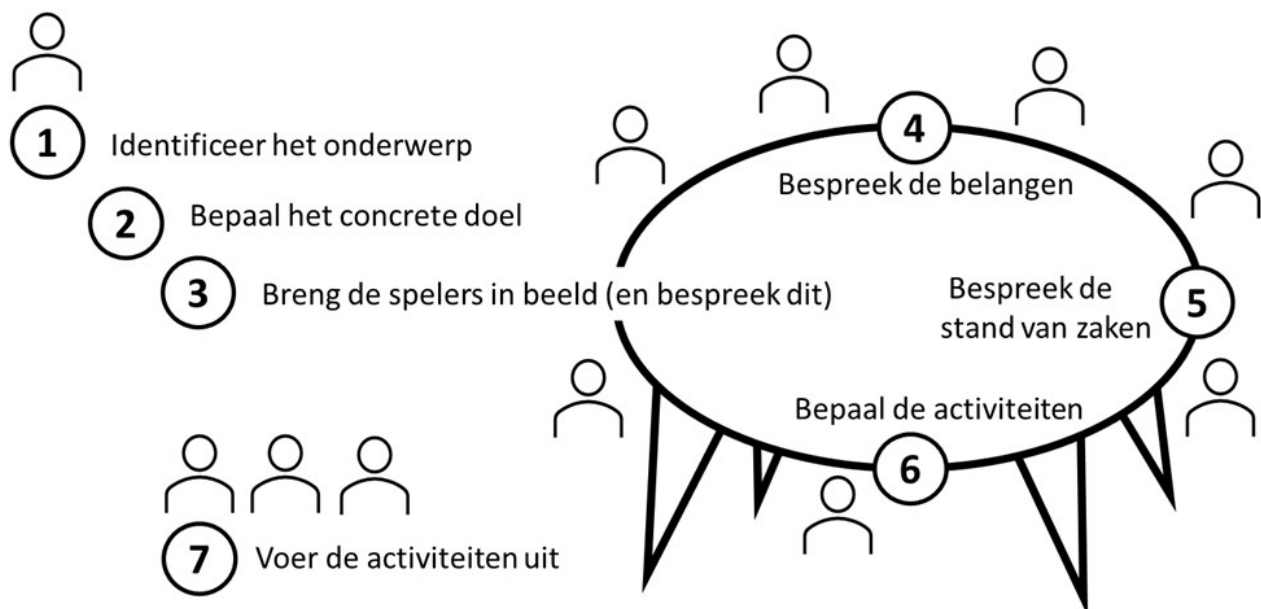 1
Identificeer het onderwerp
2
Bepaal het concrete doel
3
Breng de spelers in beeld (en bespreek dit)
4
Bespreek de belangen
5
Bespreek de
stand van zaken
6
Bepaal de activiteiten
7
Voer de activiteiten uit